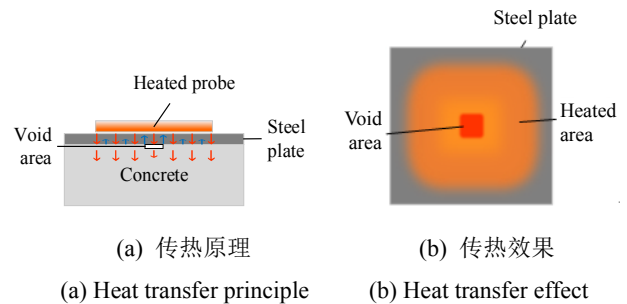 Heated probe
Void
area
Steel
plate
Concrete
(a) 传热原理
(a) Heat transfer principle
Steel plate
Void
area
Heated
area
(b) 传热效果
(b) Heat transfer effect